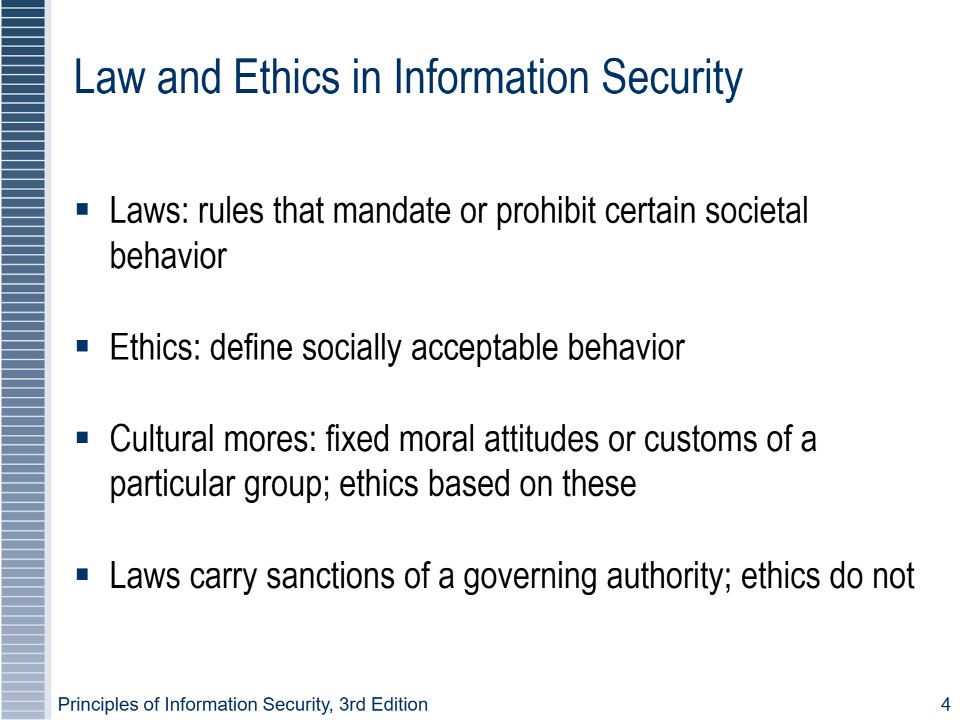 Law and Ethics in Information Security
▪ Laws: rules that mandate or prohibit certain societal
behavior
▪ Ethics: define socially acceptable behavior
▪ Cultural mores: fixed moral attitudes or customs of a
particular group; ethics based on these
▪ Laws carry sanctions of a governing authority; ethics do not
Principles of Information Security, 3rd Edition
4